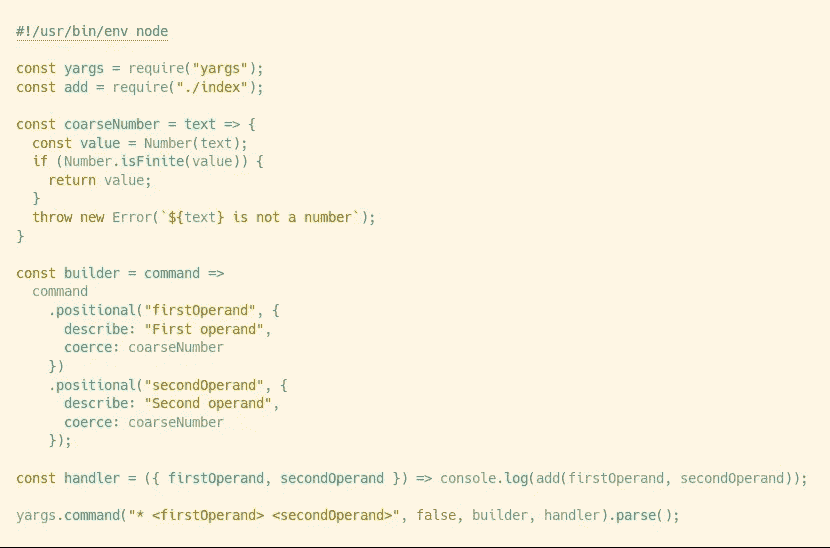 #!/usr/bin/env node
const yargs = require("yargs");
const add = require("./index");
const coarseNumber = text => {
const value = Number(text);
if (Number.isFinite(value)) {
return value;
}
throw new Error(`${text} is not a number`);
}
const builder = command =>
command
.positional("firstOperand", {
describe: "First operand",
coerce: coarseNumber
})
.positional("secondOperand", {
describe: "Second operand",
coerce: coarseNumber
});
const handler = ({ firstOperand, secondOperand }) => console.log(add(firstOperand, secondOperand));
yargs.command("* <firstOperand> <secondOperand>", false, builder, handler).parse();